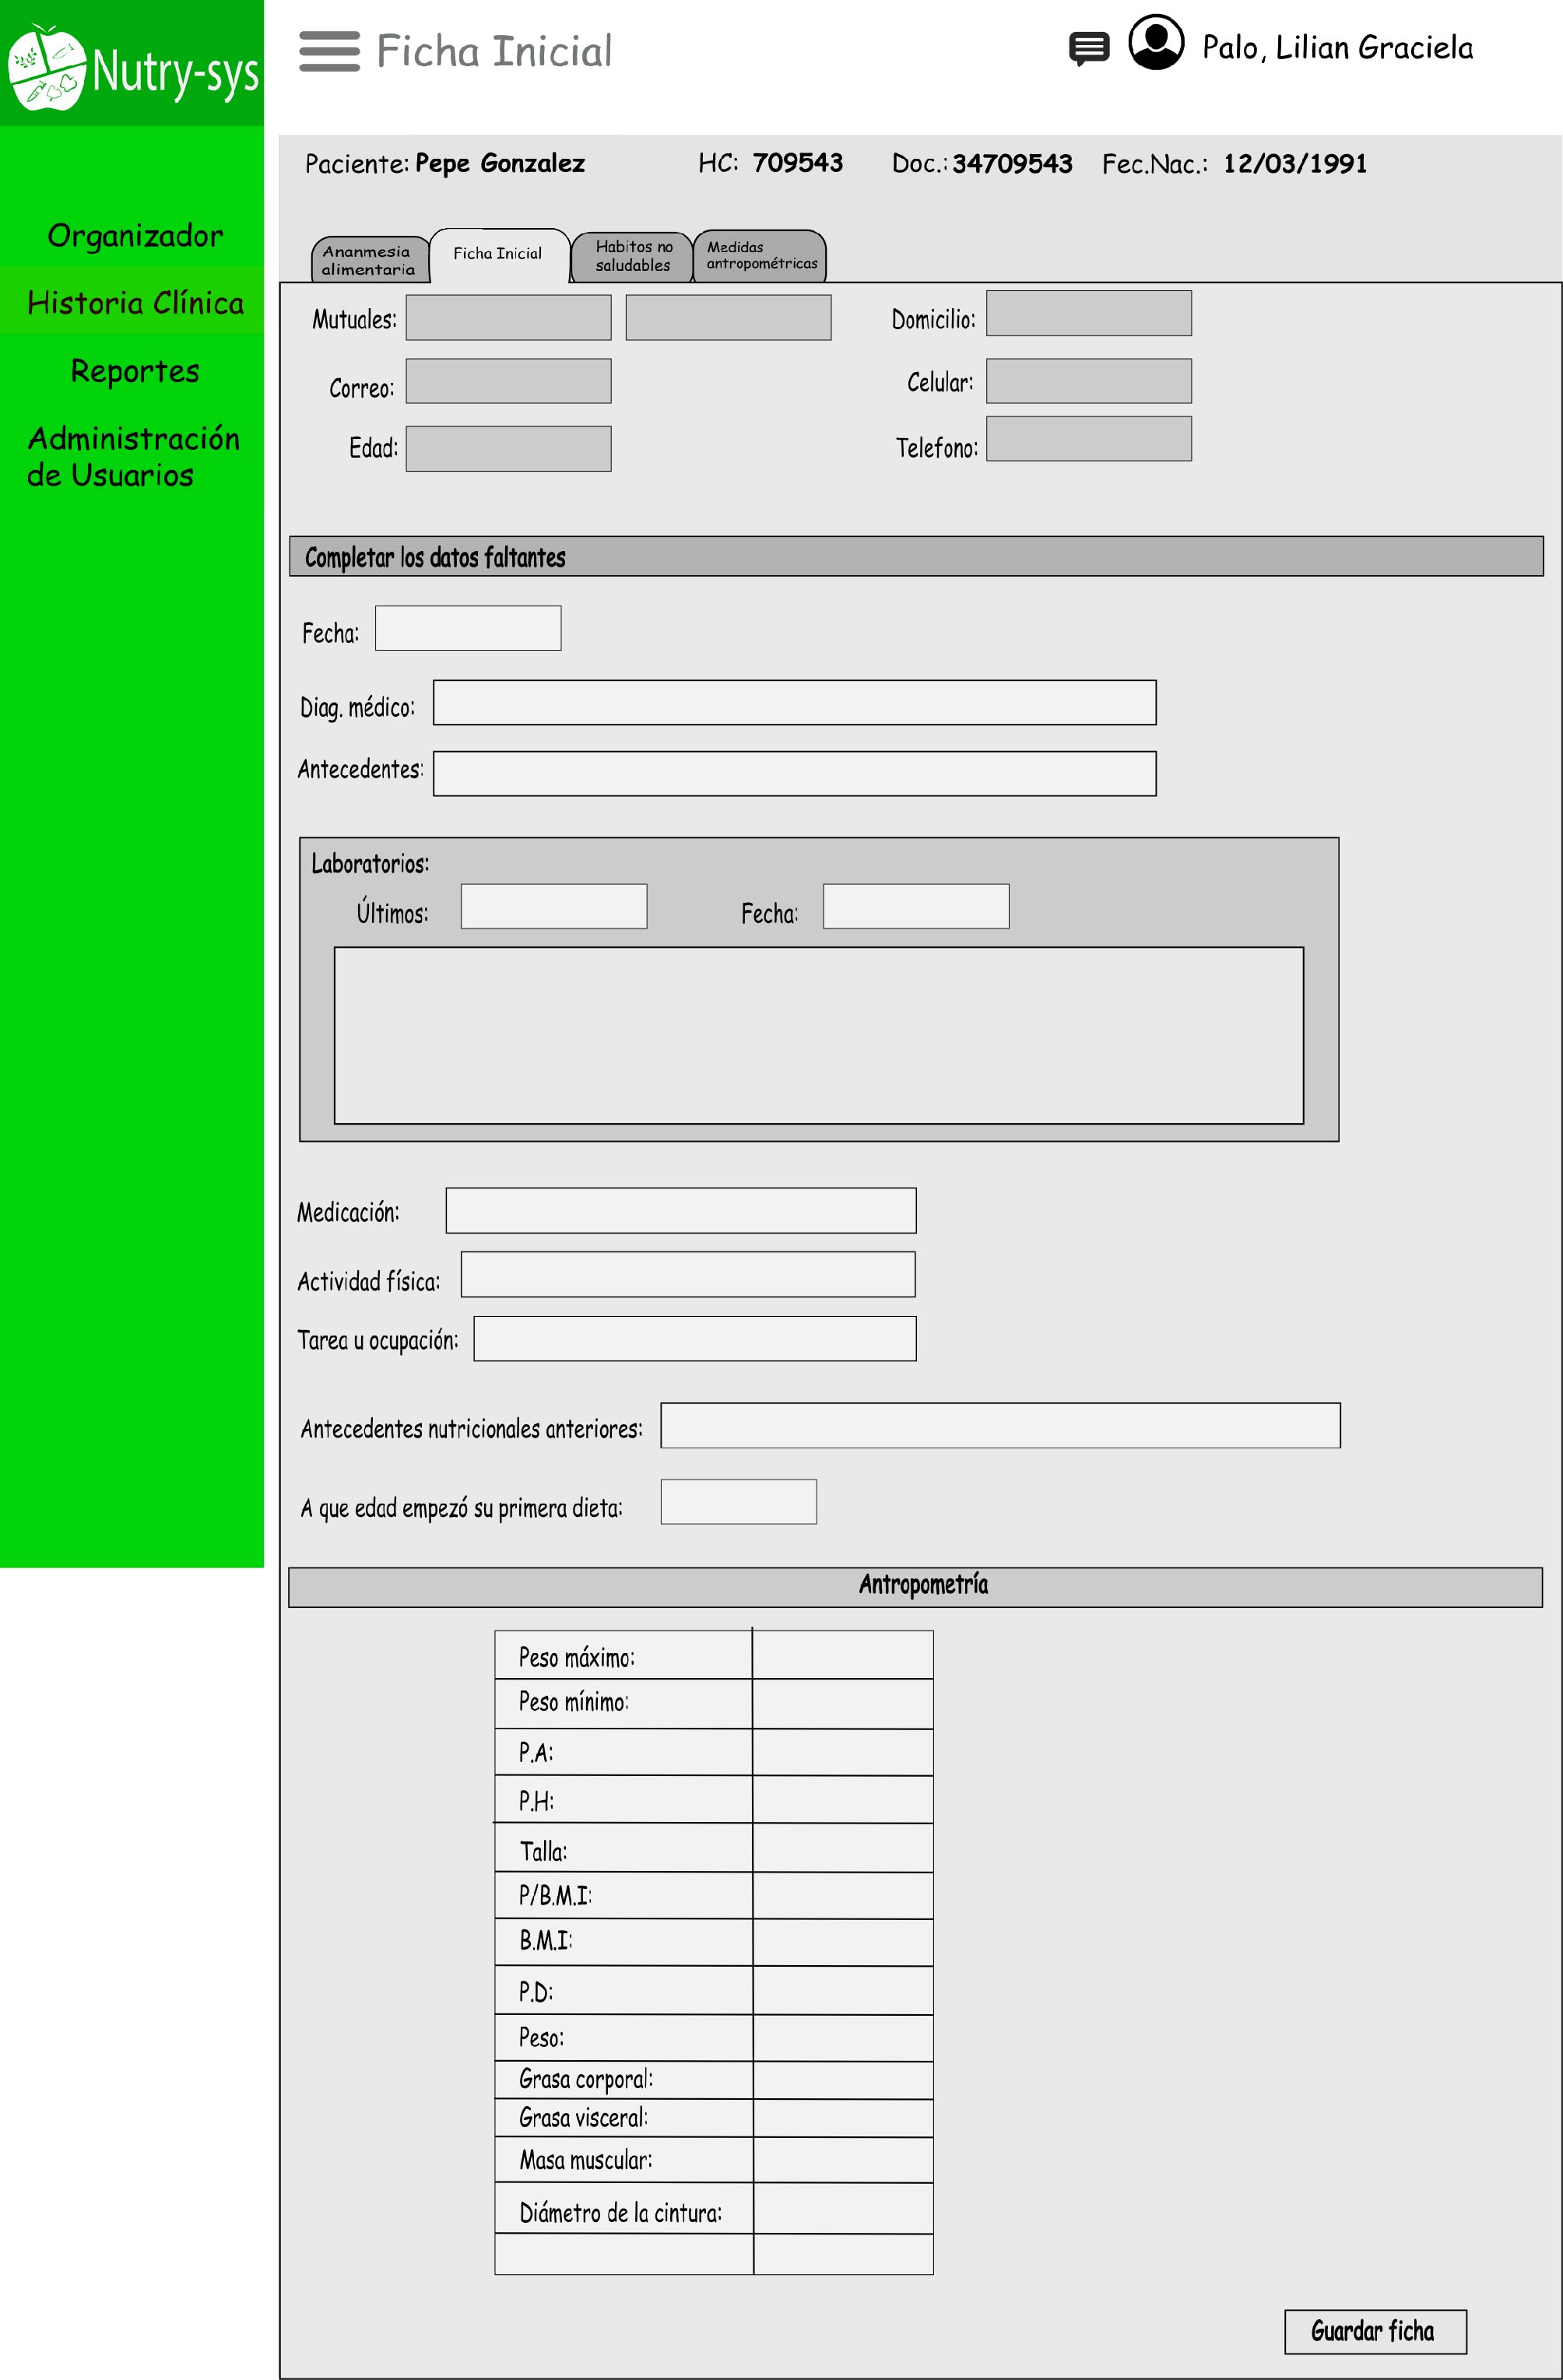 Nutry-sys
Ficha Inicial
Palo, Lilian Graciela
Organizador
Historia Clínica
Reportes
Administración
de Usuarios
Paciente: Pepe Gonzalez HC: 709543 Doc.: 34709543 Fec.Nac.: 12/03/1991
Ananmesia
alimentaria
Ficha Inicial
Habitos no
saludables
Medidas
antropométricas
Mutuales: Domicilio:
Correo: Celular:
Edad: Telefono:
Completar los datos faltantes
Fecha:
Diag. médico:
Antecedentes:
Laboratorios:
Últimos: Fecha:
Medicación:
Actividad física:
Tarea u ocupación:
Antecedentes nutricionales anteriores:
A que edad empezó su primera dieta:
Antropometría
Peso máximo:
Peso mínimo:
P.A:
P.H:
Talla:
P/B.M.I:
B.M.I:
P.D:
Peso:
Grasa corporal:
Grasa visceral:
Masa muscular:
Diámetro de la cintura:
Guardar ficha